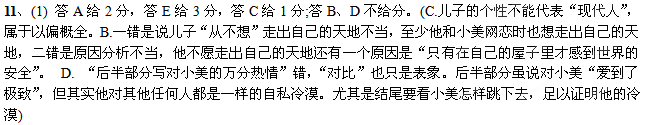 11、(1) 答 A 给 2 分，答 E 给 3 分，答 C 给 1 分;答 B、D 不给分。(C.儿子的个性不能代表“现代人”，
属于以偏概全。B.一错是说儿子“从不想”走出自己的天地不当，至少他和小美网恋时也想走出自己的天
地，二错是原因分析不当，他不愿走出自己的天地还有一个原因是“只有在自己的屋子里才感到世界的
安全”。 D. “后半部分写对小美的万分热情”错，“对比”也只是表象。后半部分虽说对小美“爱到了
极致”，但其实他对其他任何人都是一样的自私冷漠。尤其是结尾要看小美怎样跳下去，足以证明他的冷
漠)